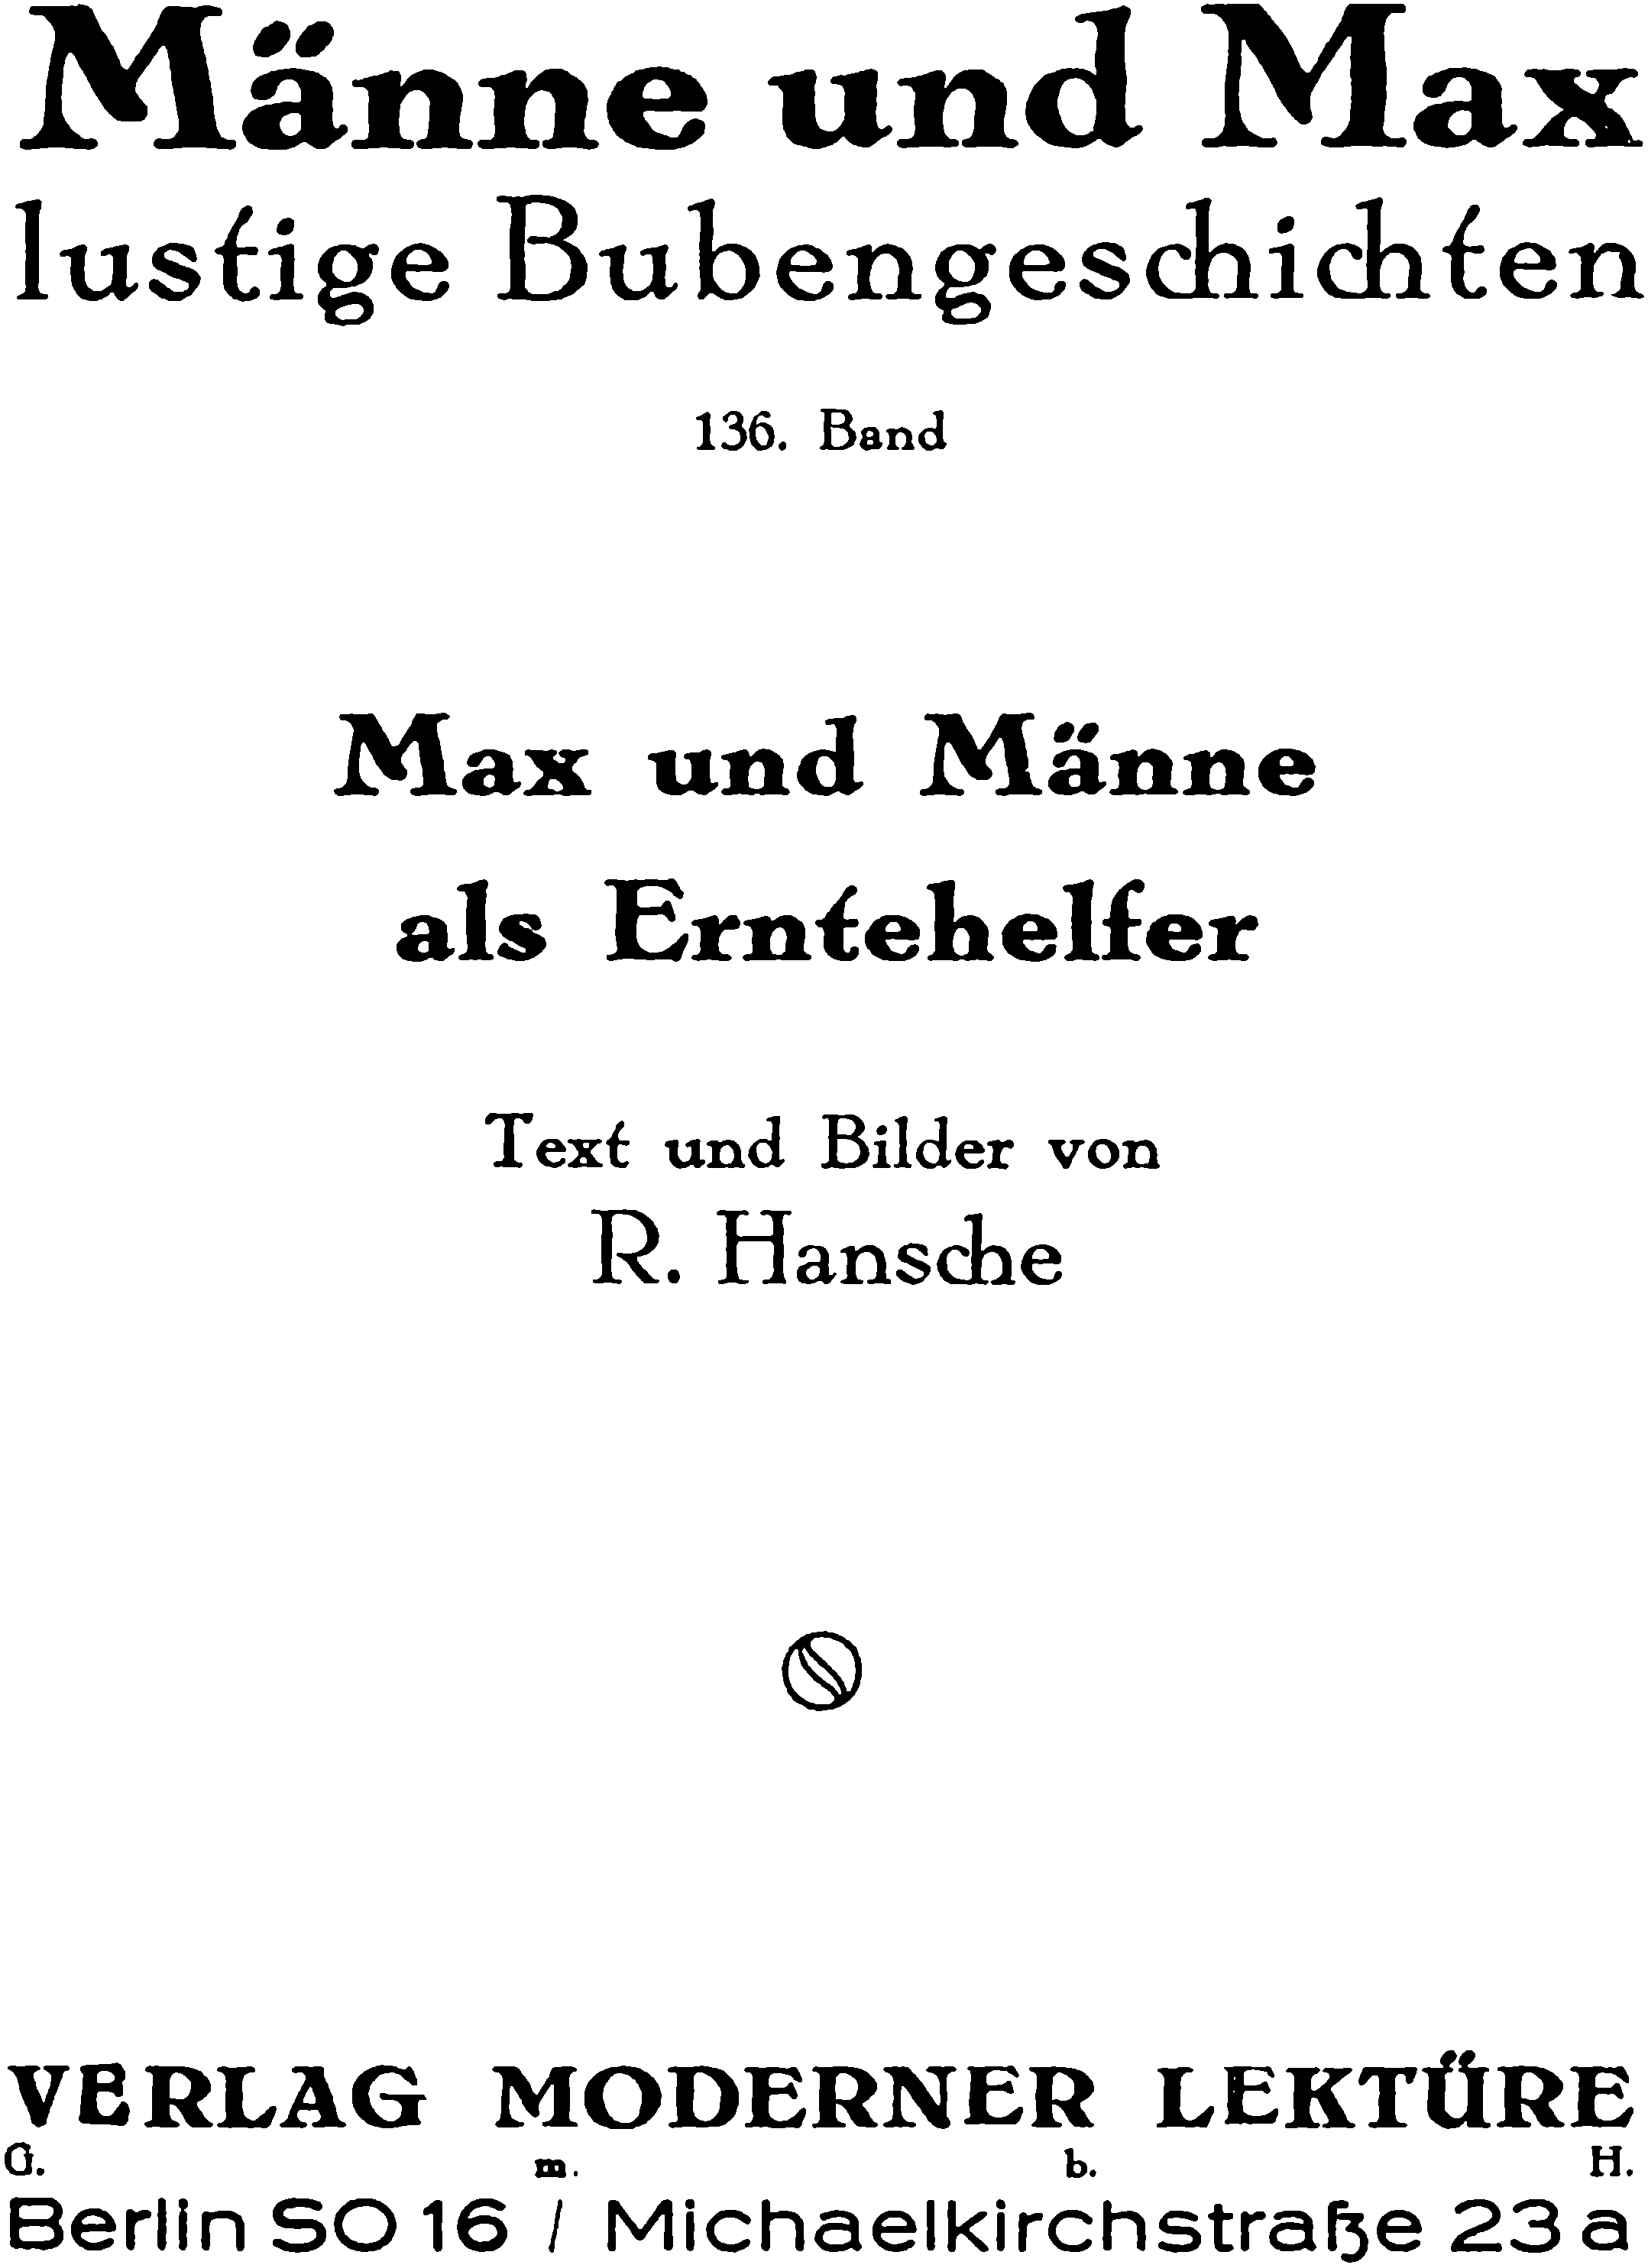 Männe und Max
lustige Bubengeschichten
136. Band
Max und Männe
als Erntehelfer
Text und Bilder von
R. Hansche
VERLAG MODERNER LEKTÜRE
G. m. b. H.
Berlin SO 16 / Michaelkirchstraße 23 a